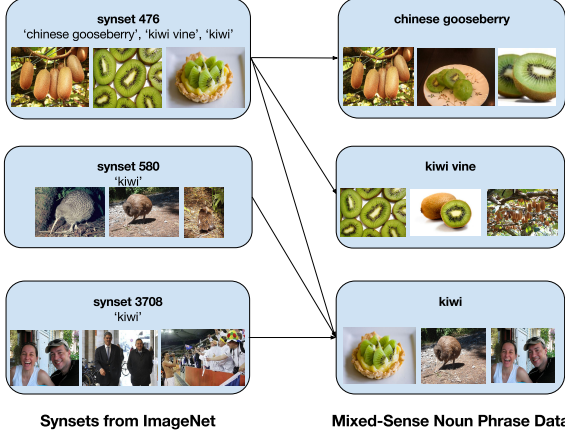 synset 476
'chinese gooseberry', 'kiwi vine', 'kiwi'
chinese gooseberry
synset 580
'kiwi'
kiwi vine
synset 3708
'kiwi'
kiwi
Synsets from ImageNet
Mixed-Sense Noun Phrase Data